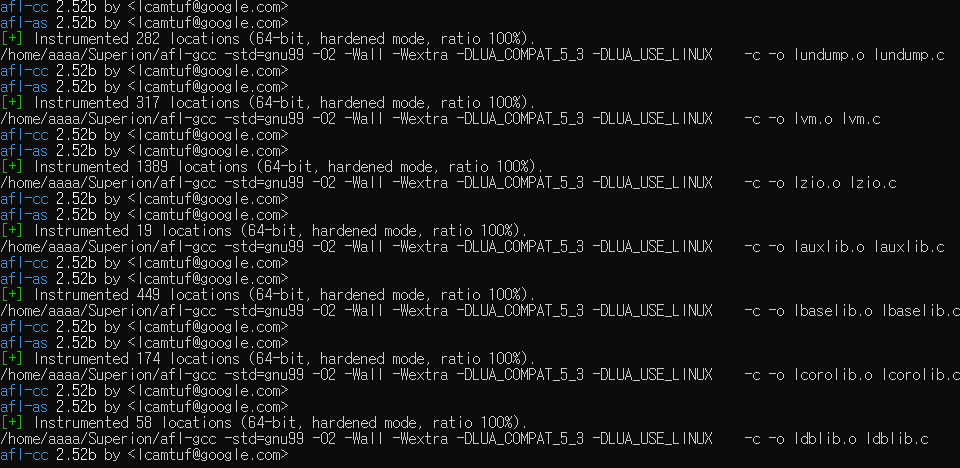 afl-cc 2.52b by <lcamtuf@google.com>
afl-as 2.52b by <lcamtuf@google.com>
[+] Instrumented 282 locations (64-bit, hardened mode, ratio 100%).
/home/aaaa/Superion/afl-gcc -std=gnu99 -O2 -Wall -Wextra -DLUA_COMPAT_5_3 -DLUA_USE_LINUX    -c -o lundump.o lundump.c
afl-cc 2.52b by <lcamtuf@google.com>
afl-as 2.52b by <lcamtuf@google.com>
[+] Instrumented 317 locations (64-bit, hardened mode, ratio 100%).
/home/aaaa/Superion/afl-gcc -std=gnu99 -O2 -Wall -Wextra -DLUA_COMPAT_5_3 -DLUA_USE_LINUX    -c -o lvm.o lvm.c
afl-cc 2.52b by <lcamtuf@google.com>
afl-as 2.52b by <lcamtuf@google.com>
[+] Instrumented 1389 locations (64-bit, hardened mode, ratio 100%).
/home/aaaa/Superion/afl-gcc -std=gnu99 -O2 -Wall -Wextra -DLUA_COMPAT_5_3 -DLUA_USE_LINUX    -c -o lzio.o lzio.c
afl-cc 2.52b by <lcamtuf@google.com>
afl-as 2.52b by <lcamtuf@google.com>
[+] Instrumented 19 locations (64-bit, hardened mode, ratio 100%).
/home/aaaa/Superion/afl-gcc -std=gnu99 -O2 -Wall -Wextra -DLUA_COMPAT_5_3 -DLUA_USE_LINUX    -c -o lauxlib.o lauxlib.c
afl-cc 2.52b by <lcamtuf@google.com>
afl-as 2.52b by <lcamtuf@google.com>
[+] Instrumented 449 locations (64-bit, hardened mode, ratio 100%).
/home/aaaa/Superion/afl-gcc -std=gnu99 -O2 -Wall -Wextra -DLUA_COMPAT_5_3 -DLUA_USE_LINUX    -c -o lbaselib.o lbaselib.c
afl-cc 2.52b by <lcamtuf@google.com>
afl-as 2.52b by <lcamtuf@google.com>
[+] Instrumented 174 locations (64-bit, hardened mode, ratio 100%).
/home/aaaa/Superion/afl-gcc -std=gnu99 -O2 -Wall -Wextra -DLUA_COMPAT_5_3 -DLUA_USE_LINUX    -c -o lcorolib.o lcorolib.c
afl-cc 2.52b by <lcamtuf@google.com>
afl-as 2.52b by <lcamtuf@google.com>
[+] Instrumented 58 locations (64-bit, hardened mode, ratio 100%).
/home/aaaa/Superion/afl-gcc -std=gnu99 -O2 -Wall -Wextra -DLUA_COMPAT_5_3 -DLUA_USE_LINUX    -c -o ldblib.o ldblib.c
afl-cc 2.52b by <lcamtuf@google.com>